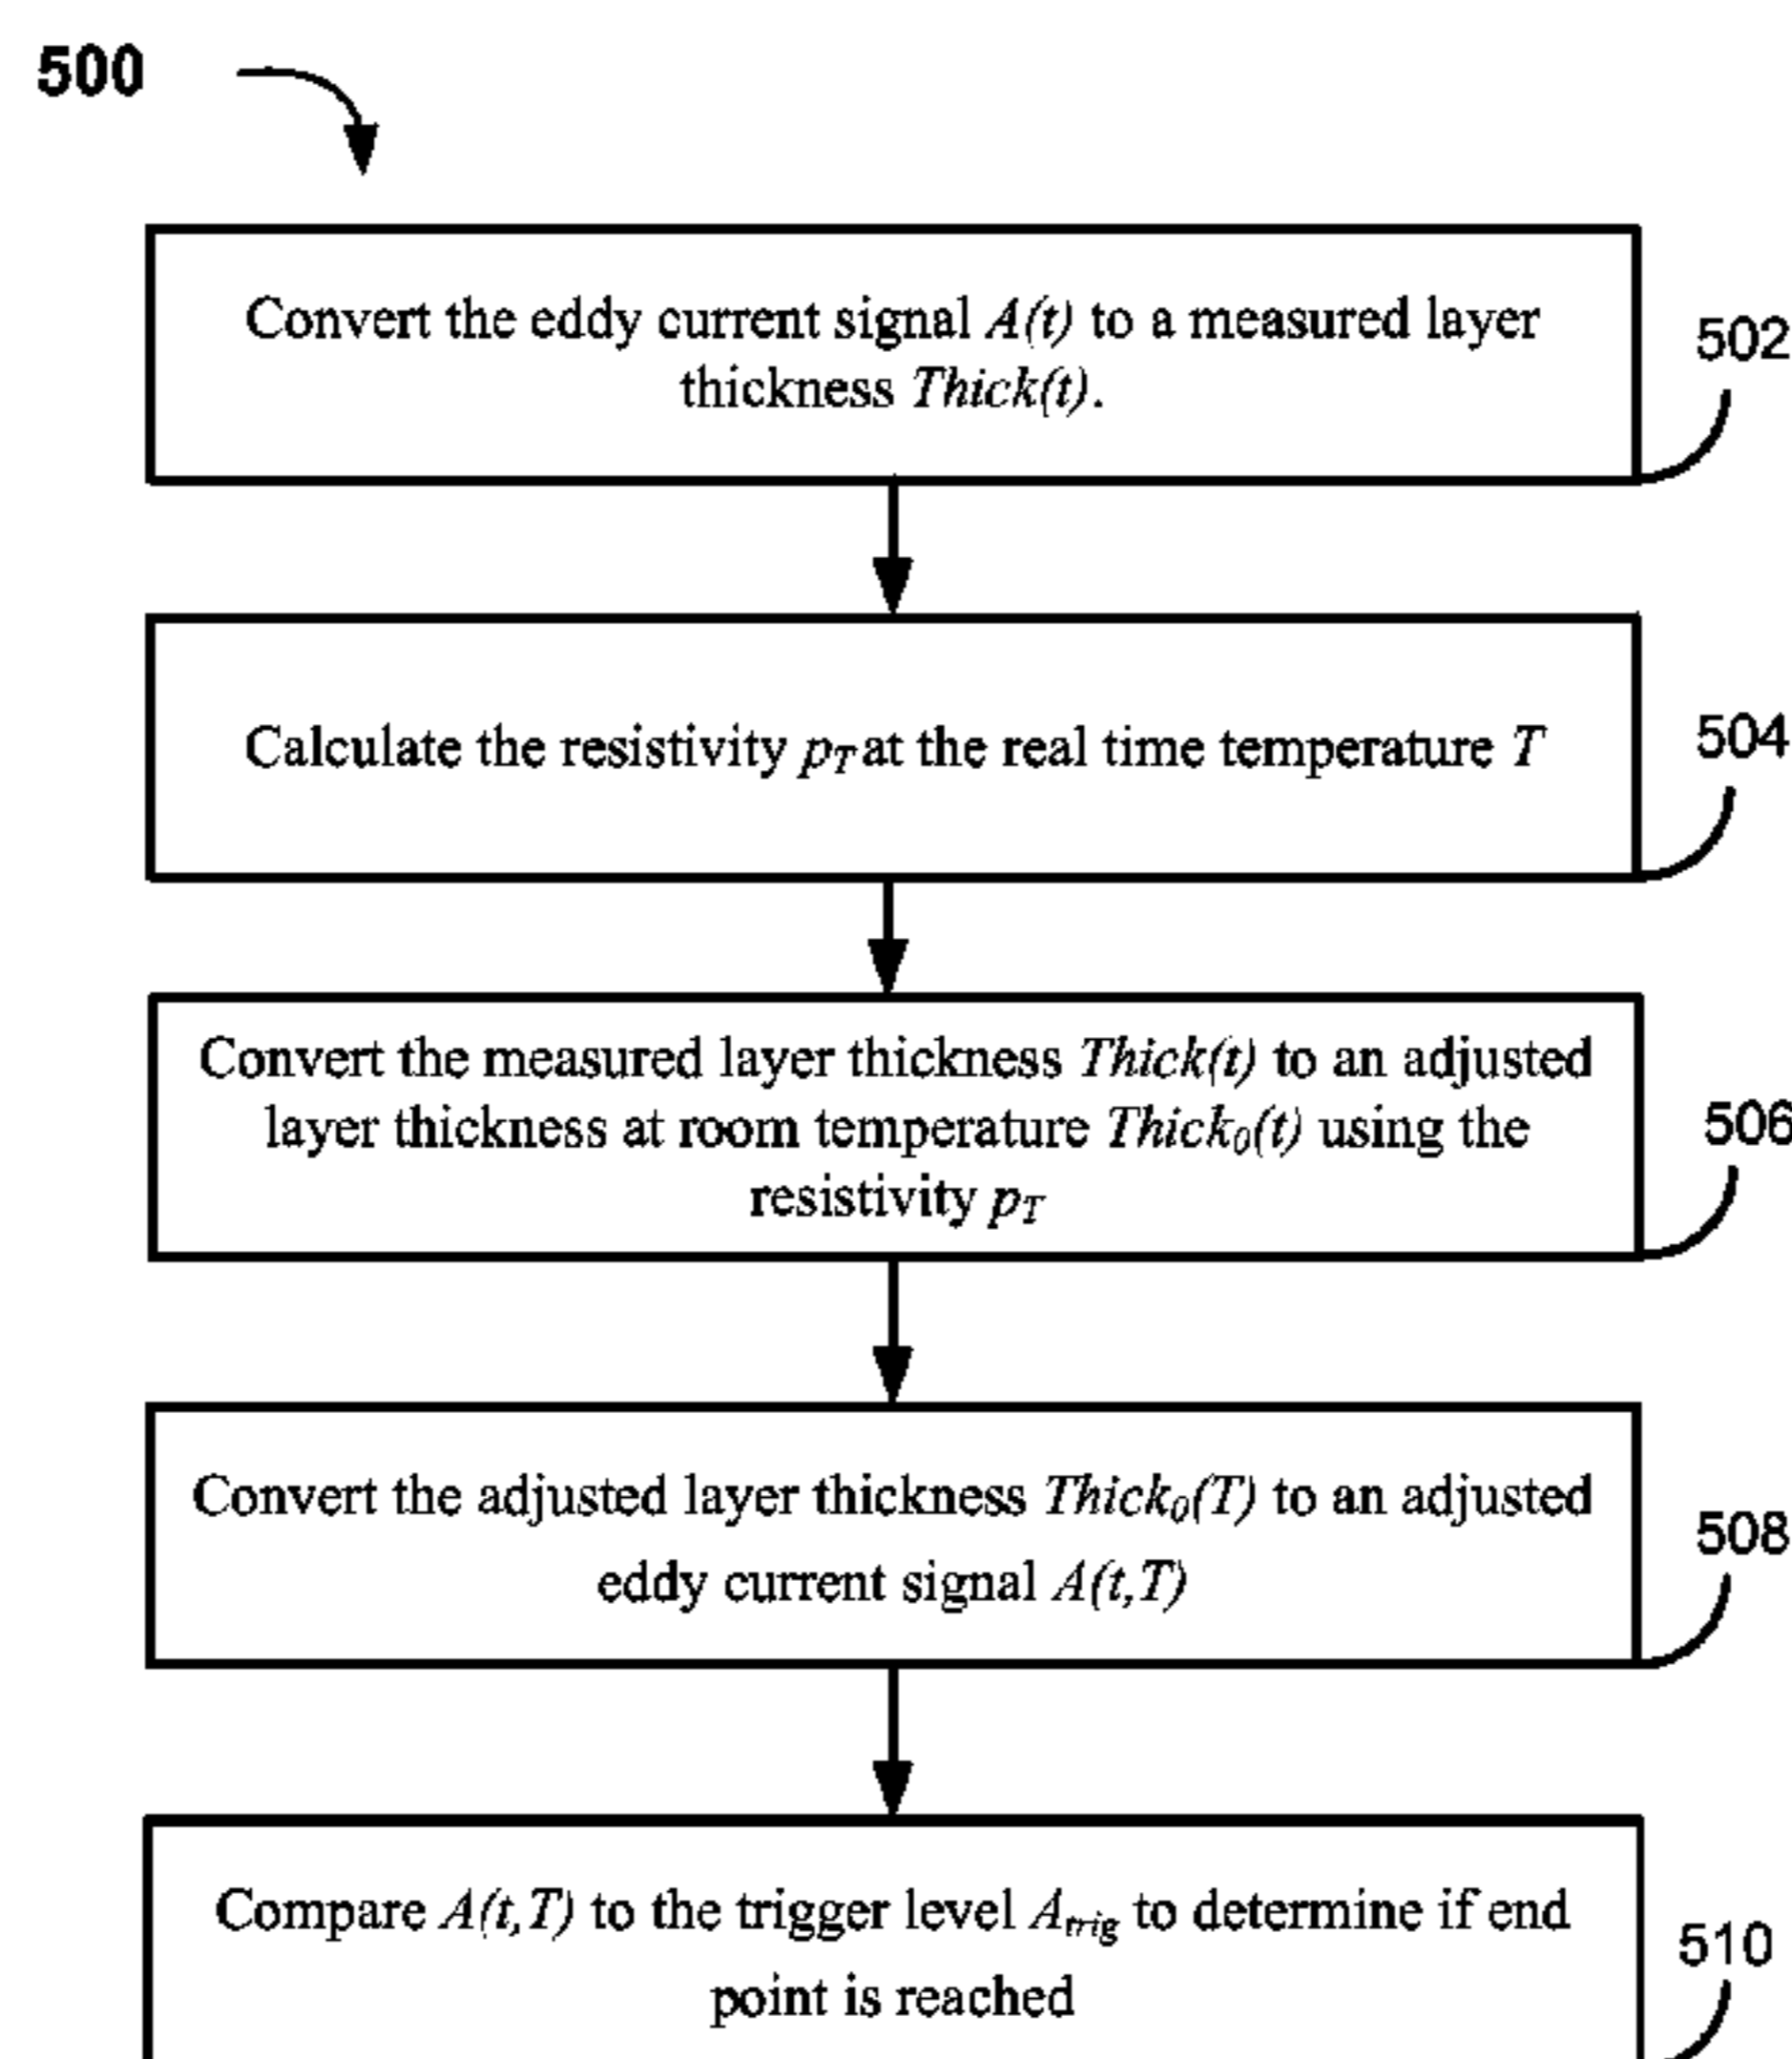 500
Convert the eddy current signal A(t) to a measured layer
thickness Thick(t).
502
Calculate the resistivity pT at the real time temperature T
504
Convert the measured layer thickness Thick(t) to an adjusted
layer thickness at room temperature Thick0(t) using the
resistivity pT
506
Convert the adjusted layer thickness Thick0(T) to an adjusted
eddy current signal A(t,T)
508
Compare A(t,T) to the trigger level Atrig to determine if end
point is reached
510